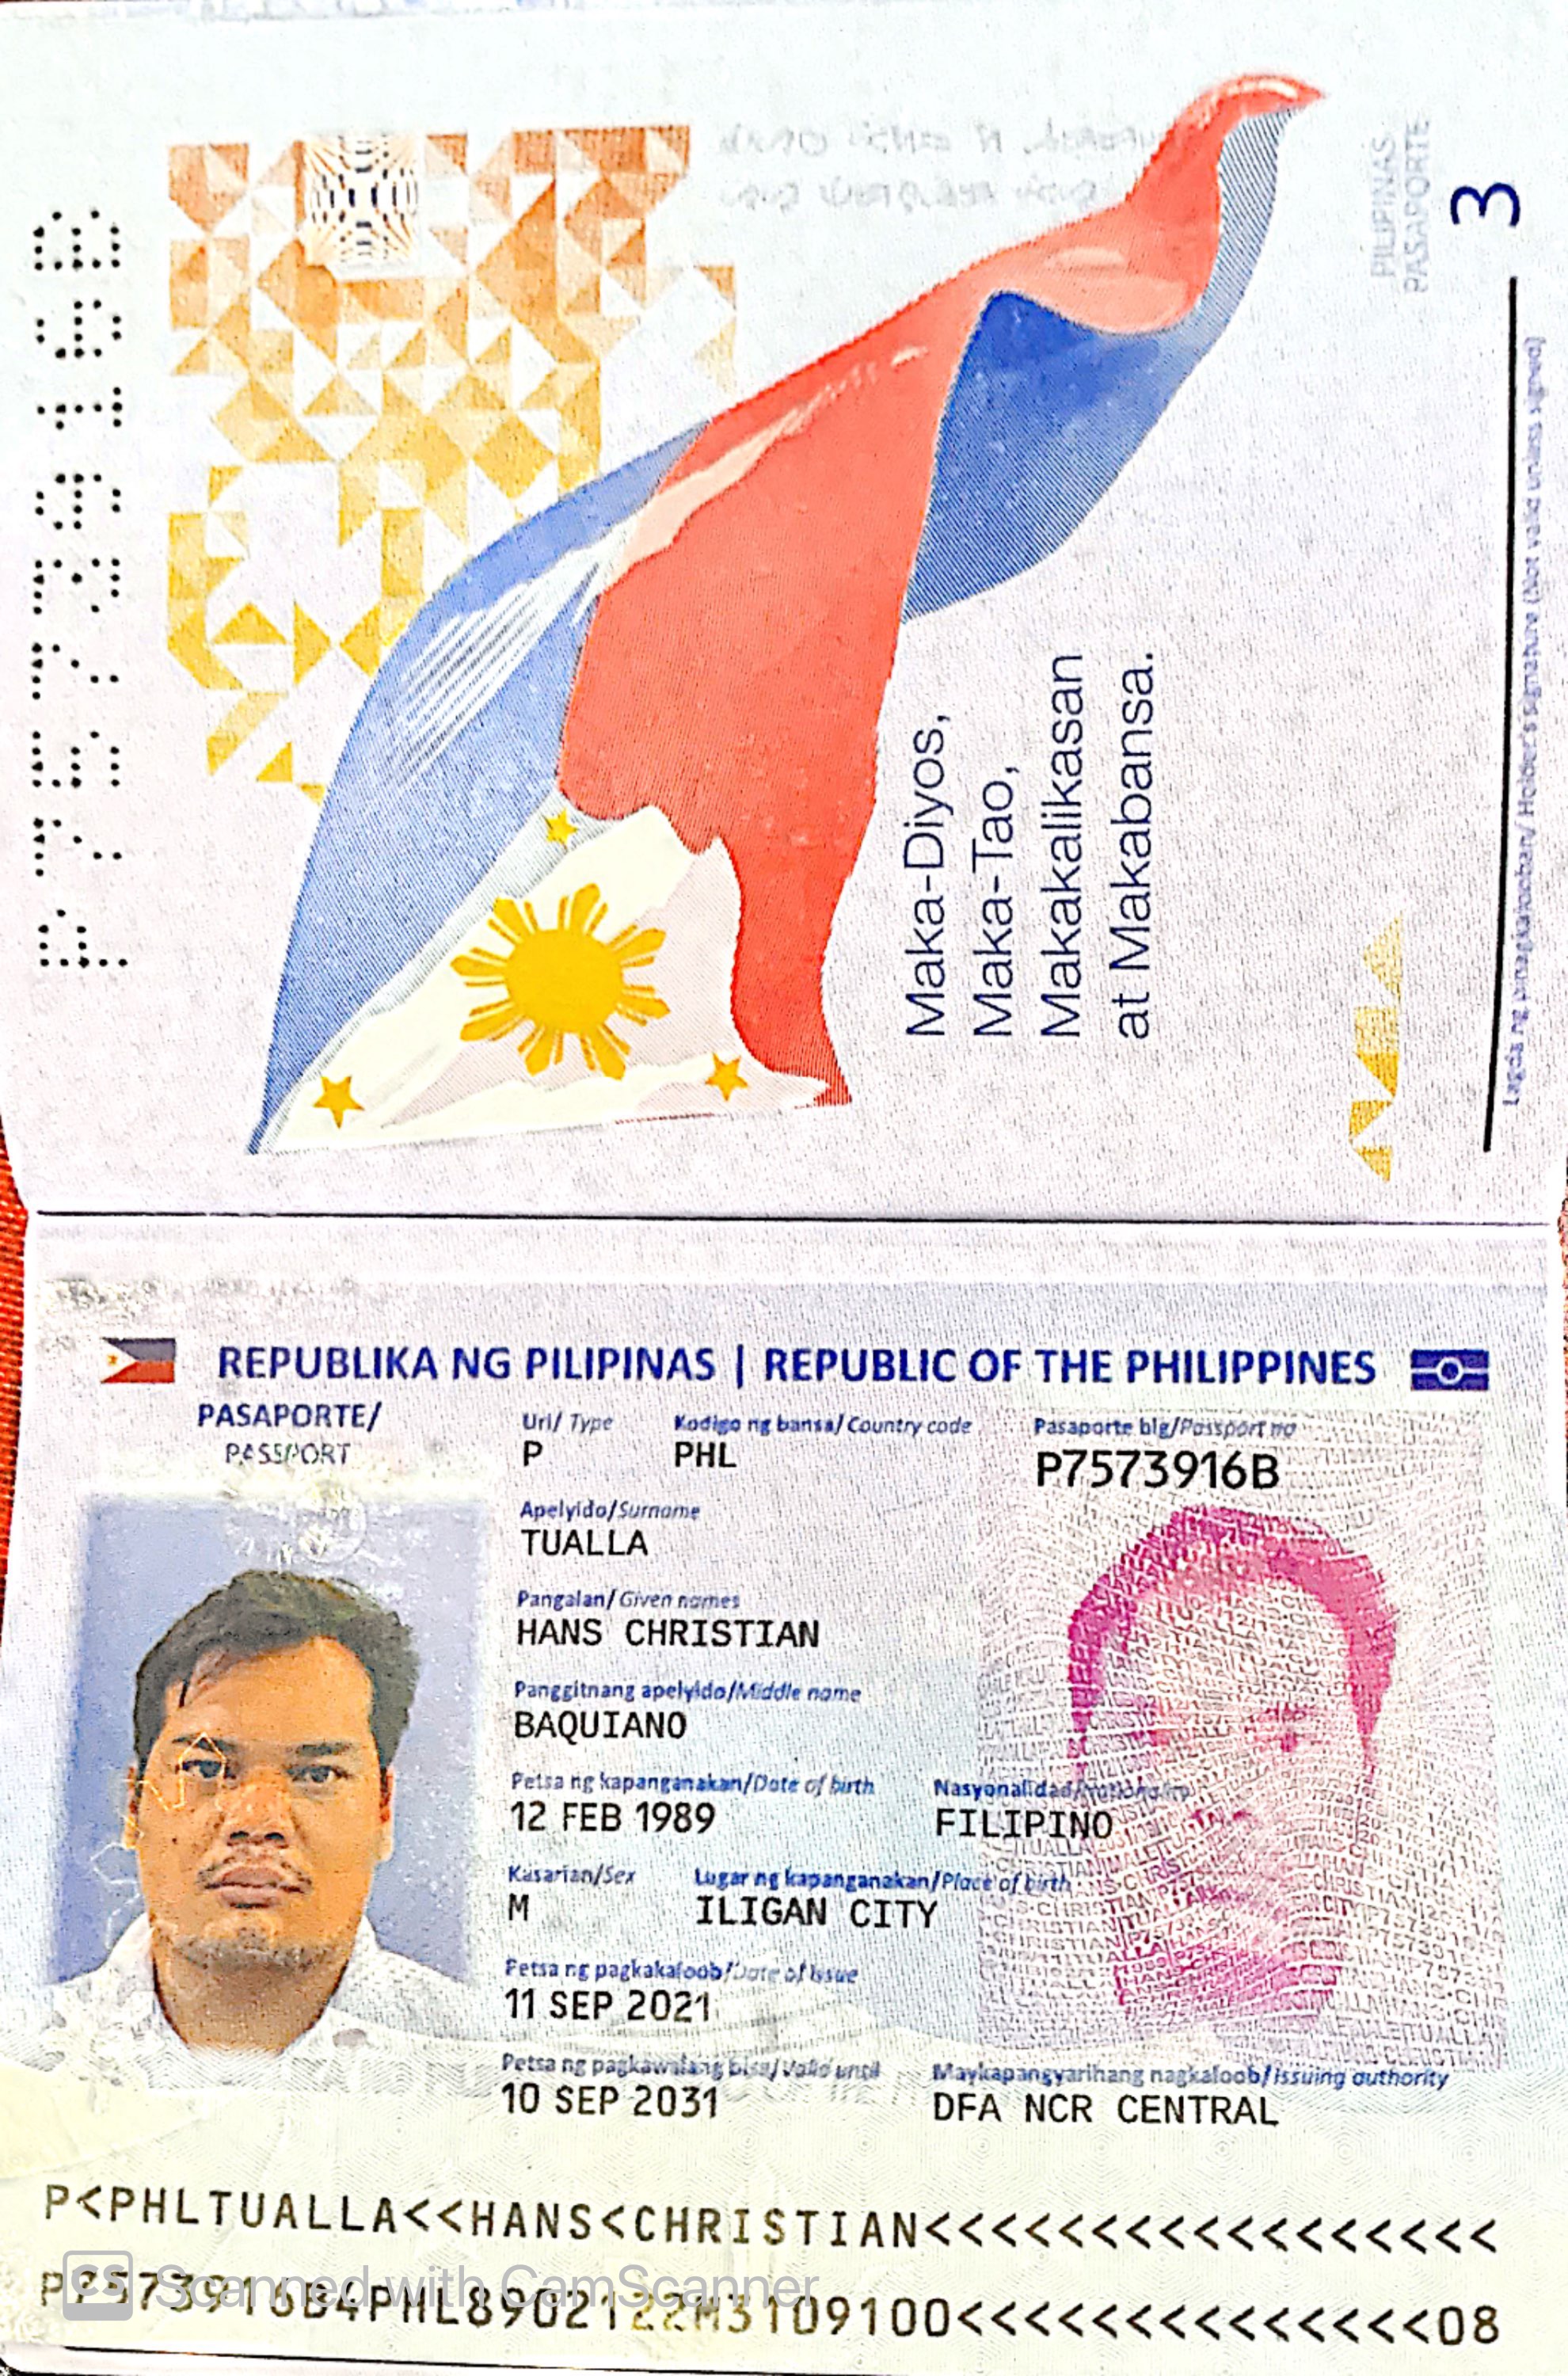 P7573916B
PILIPINAS
PASAPORTE
3
Maka-Diyos,
Maka-Tao,
Makakalikasan
at Makabansa.
Lagda ng pinagkalooban/ Holder's signature (Not valid unless signed)
REPUBLIKA NG PILIPINAS | REPUBLIC OF THE PHILIPPINES
PASAPORTE/
PASSPORT
Uri/ Type
Kodigo ng bansa/ Country code
Pasaporte blg/Passport no
P
PHL
P7573916B
Apelyido/Surname
TUALLA
Pangalan/ Given names
HANS CHRISTIAN
Panggitnang apelyido/Middle name
BAQUIANO
Petsa ng kapanganakan/Date of birth
Nasyonalidad/Nationality
12 FEB 1989
FILIPINO
Kasarian/Sex
Lugar ng kapanganakan/Place of birth
M
ILIGAN CITY
Petsa ng pagkakaloob/Date of issue
11 SEP 2021
Petsa ng pagkawalang bisa/ Valid until
Maykapangyarihang nagkaloob/Issuing authority
10 SEP 2031
DFA NCR CENTRAL
P<PHLTUALLA<<HANS<CHRISTIAN<<<<<<<<<<<<<<<<<
P7573916B4PHL8902122M3109100<<<<<<<<<<<<<<08
CS Scanned with CamScanner